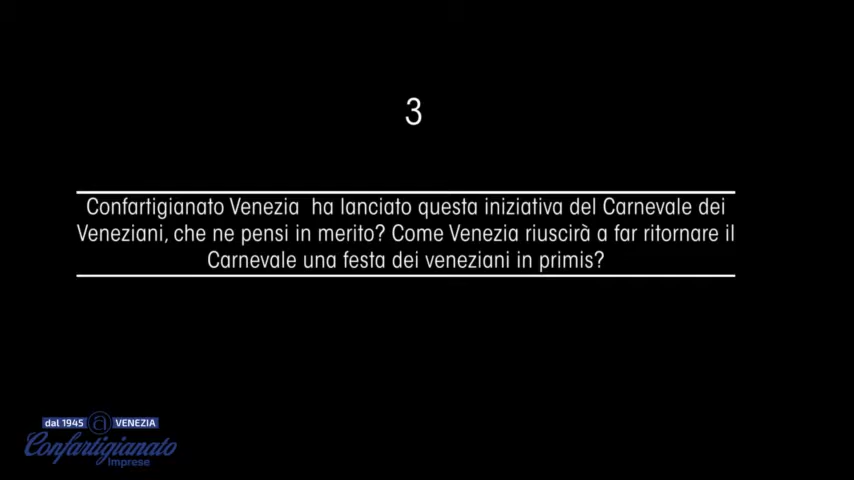 3
Confartigianato Venezia ha lanciato questa iniziativa del Carnevale dei
Veneziani, che ne pensi in merito? Come Venezia riuscirà a far ritornare il
Carnevale una festa dei veneziani in primis?
dal 1945 a VENEZIA
Confartigianato
Imprese